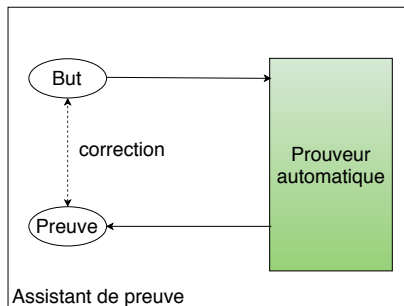 But
correction
Prouveur
automatique
Preuve
Assistant de preuve